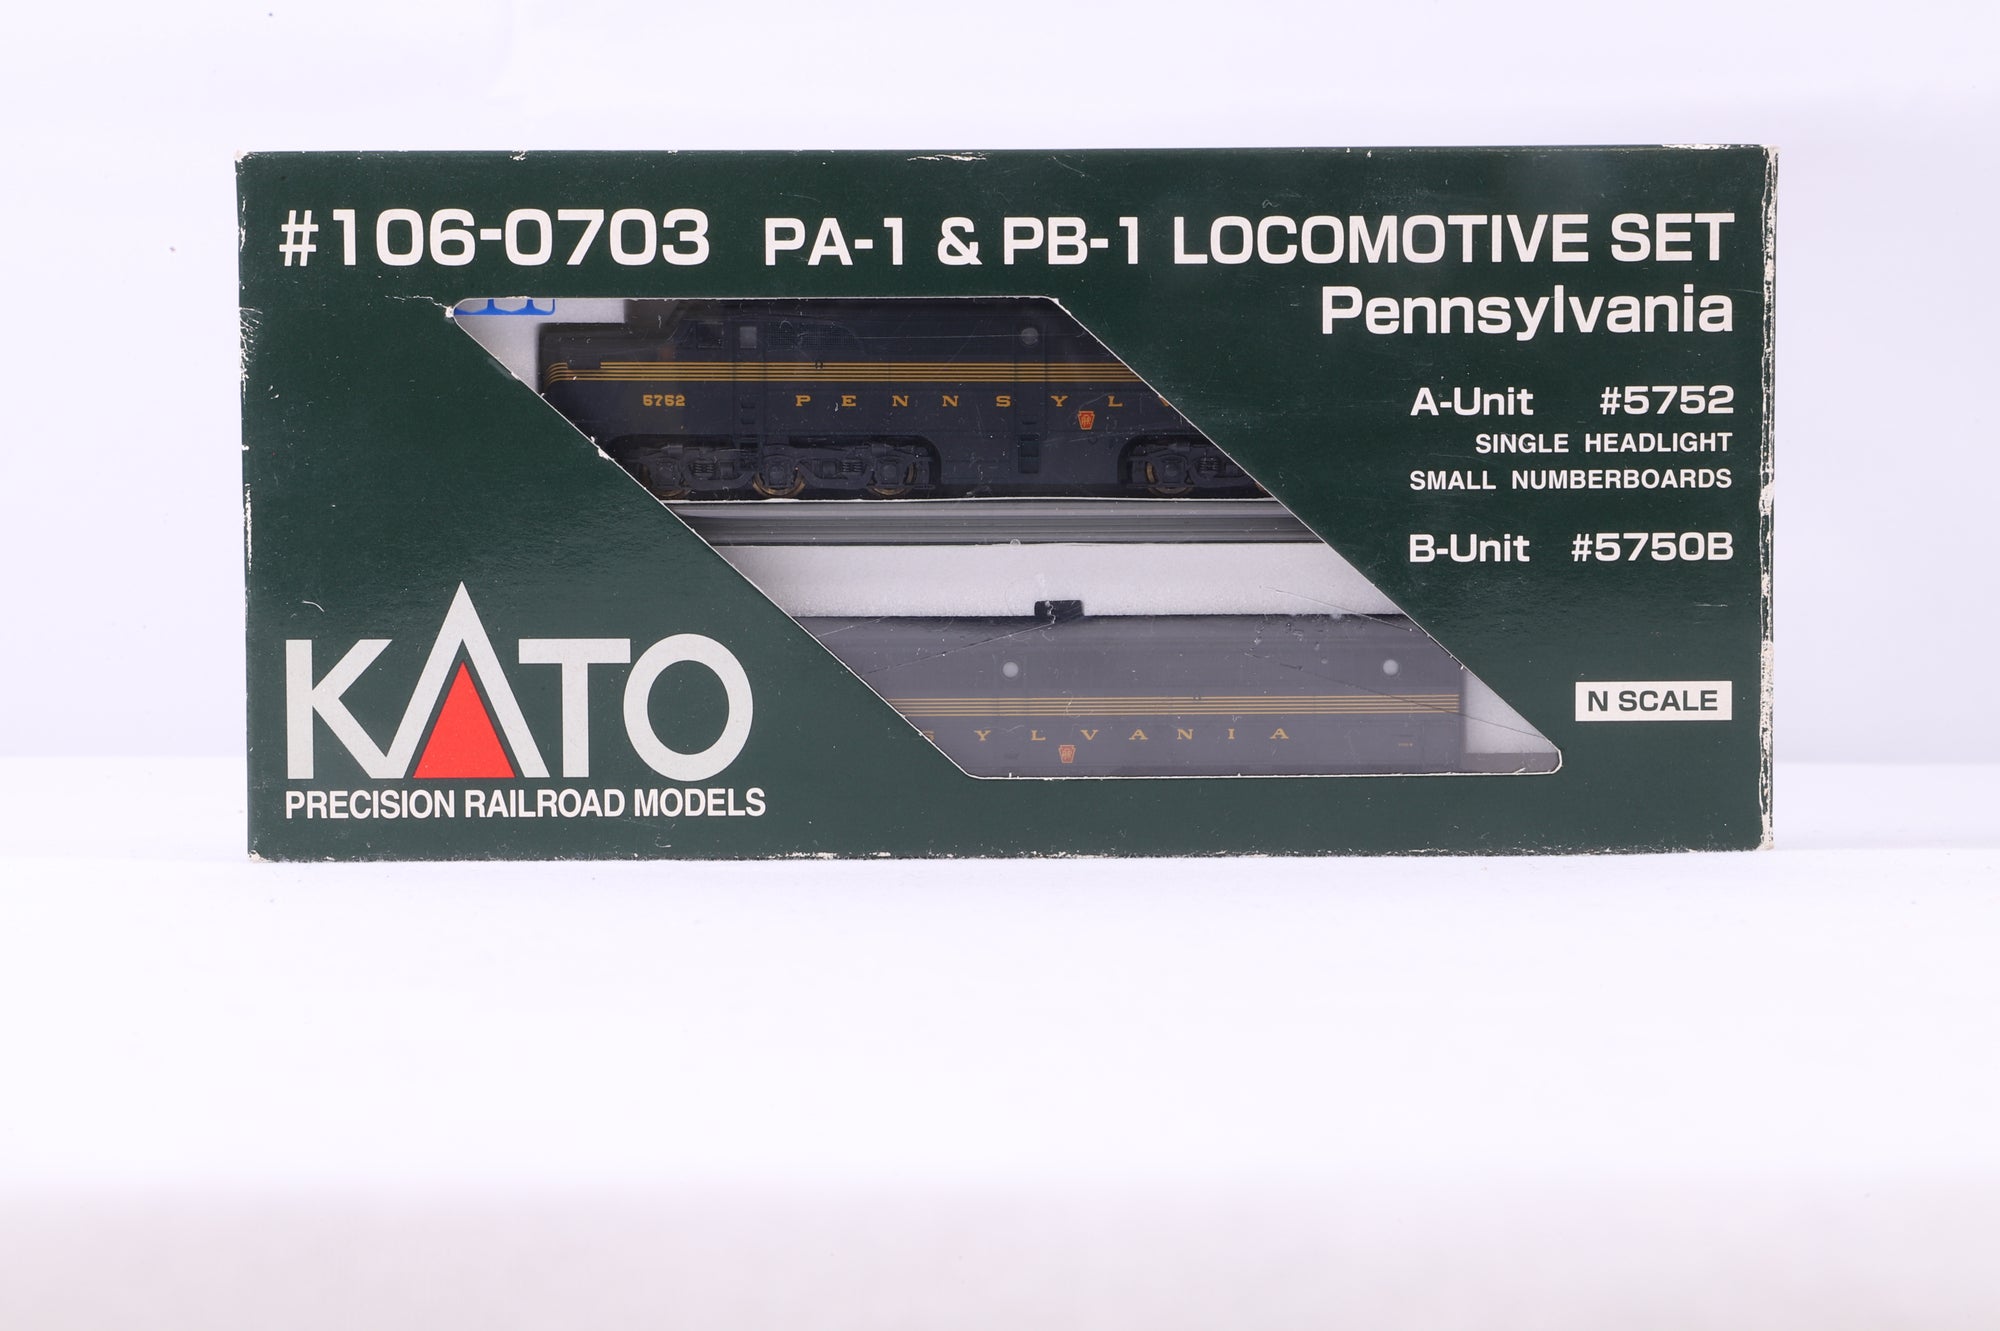 #106-0703 PA-1 & PB-1 LOCOMOTIVE SET
Pennsylvania
A-Unit #5752
SINGLE HEADLIGHT
SMALL NUMBERBOARDS
B-Unit #5750B
N SCALE
5752 PENNSYL
SYLVANIA
KATO
PRECISION RAILROAD MODELS